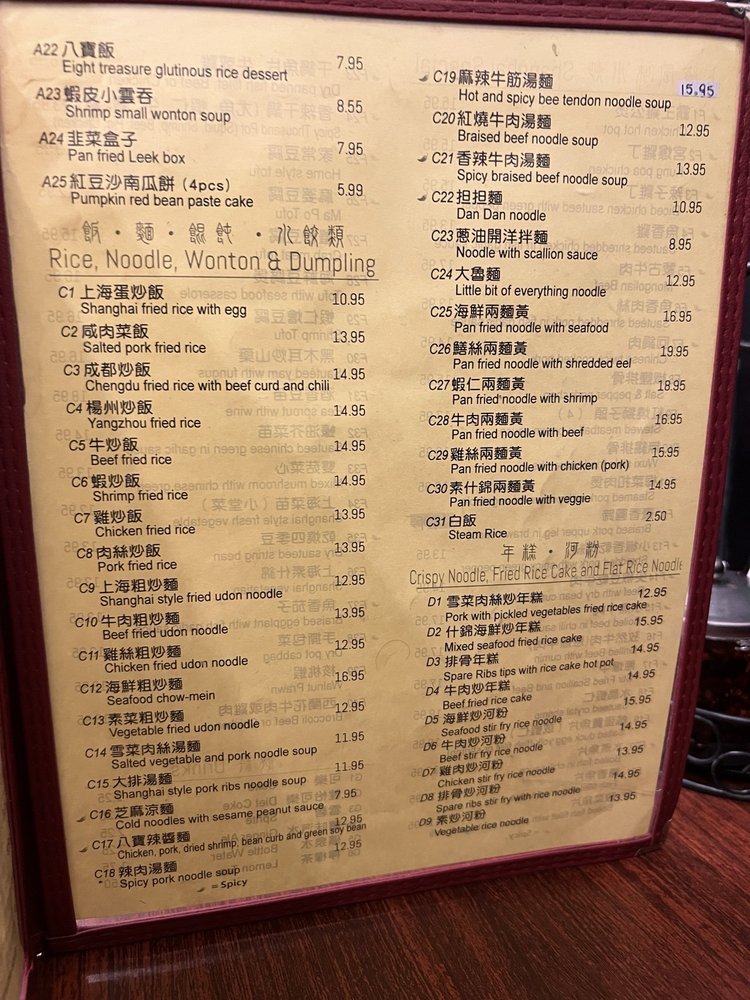 A22 八寶飯
Eight treasure glutinous rice dessert 7.95
A23 蝦皮小雲吞
Shrimp small wonton soup 8.55
A24 韭菜盒子
Pan fried Leek box 7.95
A25 紅豆沙南瓜餅 (4pcs)
Pumpkin red bean paste cake 5.99
飯・麵・餛飩・水餃類
Rice, Noodle, Wonton & Dumpling
C1 上海蛋炒飯
Shanghai fried rice with egg 10.95
C2 咸肉菜飯
Salted pork fried rice 13.95
C3 成都炒飯
Chengdu fried rice with beef curd and chili 14.95
C4 楊州炒飯
Yangzhou fried rice 14.95
C5 牛炒飯
Beef fried rice 14.95
C6 蝦炒飯
Shrimp fried rice 14.95
C7 雞炒飯
Chicken fried rice 13.95
C8 肉絲炒飯
Pork fried rice 13.95
C9 上海粗炒麵
Shanghai style fried udon noodle 12.95
C10 牛肉粗炒麵
Beef fried udon noodle 13.95
C11 雞絲粗炒麵
Chicken fried udon noodle 12.95
C12 海鮮粗炒麵
Seafood chow-mein 16.95
C13 素菜粗炒麵
Vegetable fried udon noodle 12.95
C14 雪菜肉絲湯麵
Salted vegetable and pork noodle soup 11.95
C15 大排湯麵
Shanghai style pork ribs noodle soup 11.95
C16 芝麻涼麵
Cold noodles with sesame peanut sauce 7.95
C17 八寶辣醬麵
Chicken, pork, dried shrimp, bean curd and green soy bean 12.95
C18 辣肉湯麵
Spicy pork noodle soup 12.95
= Spicy
C19 麻辣牛筋湯麵
Hot and spicy bee tendon noodle soup 15.95
C20 紅燒牛肉湯麵
Braised beef noodle soup 12.95
C21 香辣牛肉湯麵
Spicy braised beef noodle soup 13.95
C22 担担麵
Dan Dan noodle 10.95
C23 蔥油開洋拌麵
Noodle with scallion sauce 8.95
C24 大魯麵
Little bit of everything noodle 12.95
C25 海鮮兩麵黃
Pan fried noodle with seafood 16.95
C26 鱔絲兩麵黃
Pan fried noodle with shredded eel 19.95
C27 蝦仁兩麵黃
Pan fried noodle with shrimp 18.95
C28 牛肉兩麵黃
Pan fried noodle with beef 16.95
C29 雞絲兩麵黃
Pan fried noodle with chicken (pork) 15.95
C30 素什錦兩麵黃
Pan fried noodle with veggie 14.95
C31 白飯
Steam Rice 2.50
年糕・河粉
Crispy Noodle, Fried Rice Cake and Flat Rice Noodle
D1 雪菜肉絲炒年糕
Pork with pickled vegetables fried rice cake 12.95
D2 什錦海鮮炒年糕
Mixed seafood fried rice cake 15.95
D3 排骨年糕
Spare Ribs tips with rice cake hot pot 14.95
D4 牛肉炒年糕
Beef fried rice cake 14.95
D5 海鮮炒河粉
Seafood stir fry rice noodle 15.95
D6 牛肉炒河粉
Beef stir fry rice noodle 14.95
D7 雞肉炒河粉
Chicken stir fry rice noodle 13.95
D8 排骨炒河粉
Spare ribs stir fry with rice noodle 14.95
D9 素炒河粉
Vegetable rice noodle 13.95